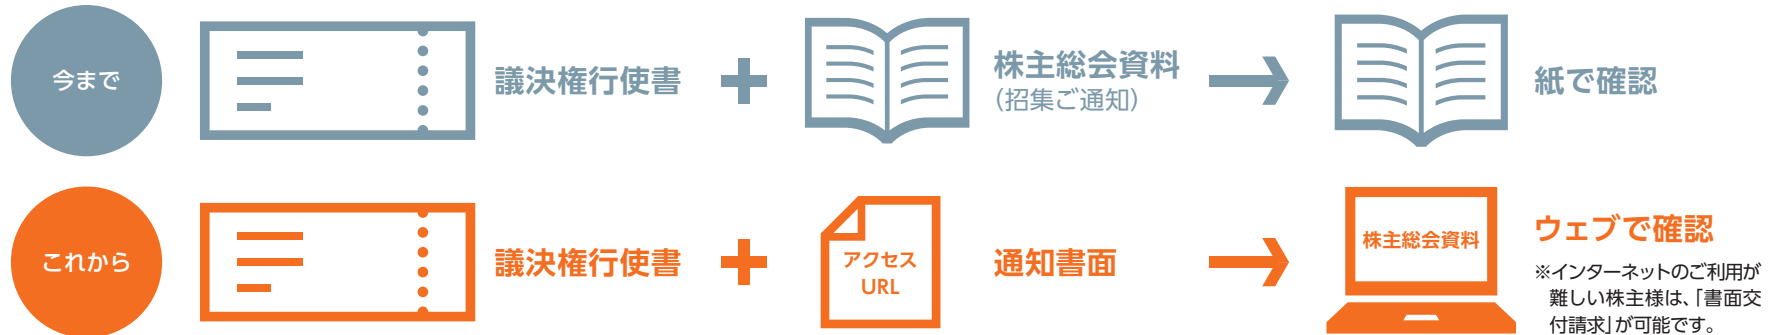 今まで
議決権行使書
株主総会資料
（招集ご通知）
紙で確認
これから
議決権行使書
アクセス
URL
通知書面
株主総会資料
ウェブで確認
※インターネットのご利用が
難しい株主様は、「書面交
付請求」が可能です。